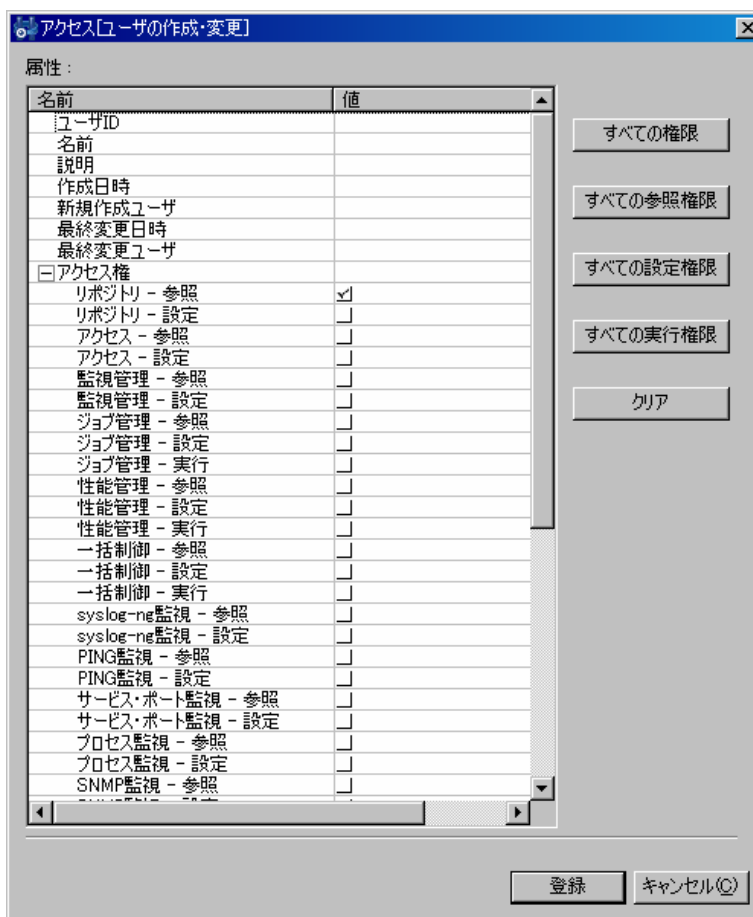 アクセス[ユーザの作成・変更]
属性：
名前 値
ユーザID
名前
説明
作成日時
新規作成ユーザ
最終変更日時
最終変更ユーザ
アクセス権
リポジトリ - 参照
リポジトリ - 設定
アクセス - 参照
アクセス - 設定
監視管理 - 参照
監視管理 - 設定
ジョブ管理 - 参照
ジョブ管理 - 設定
ジョブ管理 - 実行
性能管理 - 参照
性能管理 - 設定
性能管理 - 実行
一括制御 - 参照
一括制御 - 設定
一括制御 - 実行
syslog-ng監視 - 参照
syslog-ng監視 - 設定
PING監視 - 参照
PING監視 - 設定
サービス・ポート監視 - 参照
サービス・ポート監視 - 設定
プロセス監視 - 参照
プロセス監視 - 設定
SNMP監視 - 参照
すべての権限
すべての参照権限
すべての設定権限
すべての実行権限
クリア
登録
キャンセル(C)